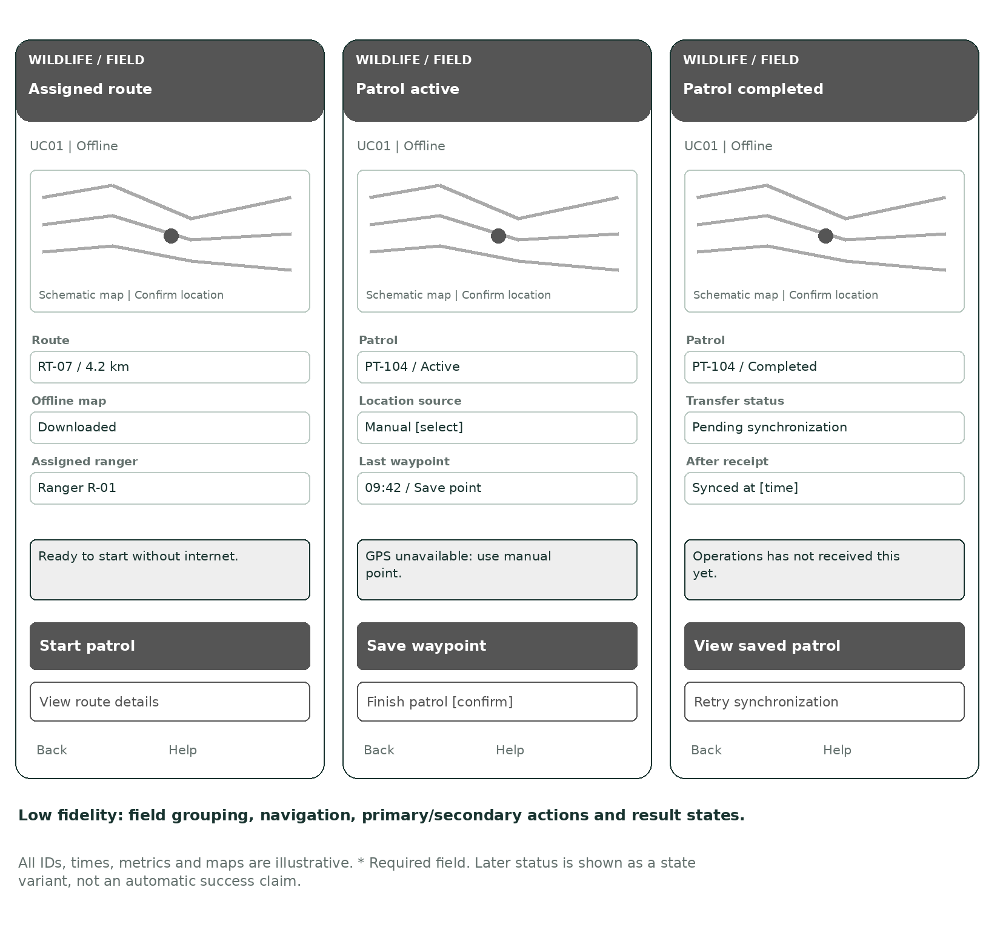 WILDLIFE / FIELD
Assigned route
UC01 | Offline
Schematic map | Confirm location
Route
RT-07 / 4.2 km
Offline map
Downloaded
Assigned ranger
Ranger R-01
Ready to start without internet.
Start patrol
View route details
Back
Help
WILDLIFE / FIELD
Patrol active
UC01 | Offline
Schematic map | Confirm location
Patrol
PT-104 / Active
Location source
Manual [select]
Last waypoint
09:42 / Save point
GPS unavailable: use manual
point.
Save waypoint
Finish patrol [confirm]
Back
Help
WILDLIFE / FIELD
Patrol completed
UC01 | Offline
Schematic map | Confirm location
Patrol
PT-104 / Completed
Transfer status
Pending synchronization
After receipt
Synced at [time]
Operations has not received this
yet.
View saved patrol
Retry synchronization
Back
Help
Low fidelity: field grouping, navigation, primary/secondary actions and result states.
All IDs, times, metrics and maps are illustrative. * Required field. Later status is shown as a state
variant, not an automatic success claim.